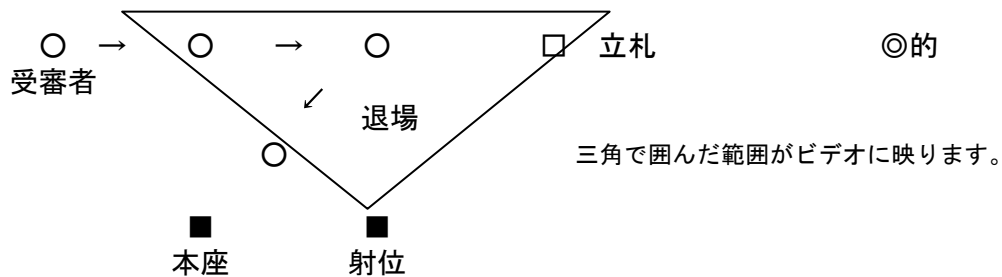 ○ → ○ → ○ □ 立札 ◎的
受審者
↙ 退場
○
三角で囲んだ範囲がビデオに映ります。
■ ■
本座 射位